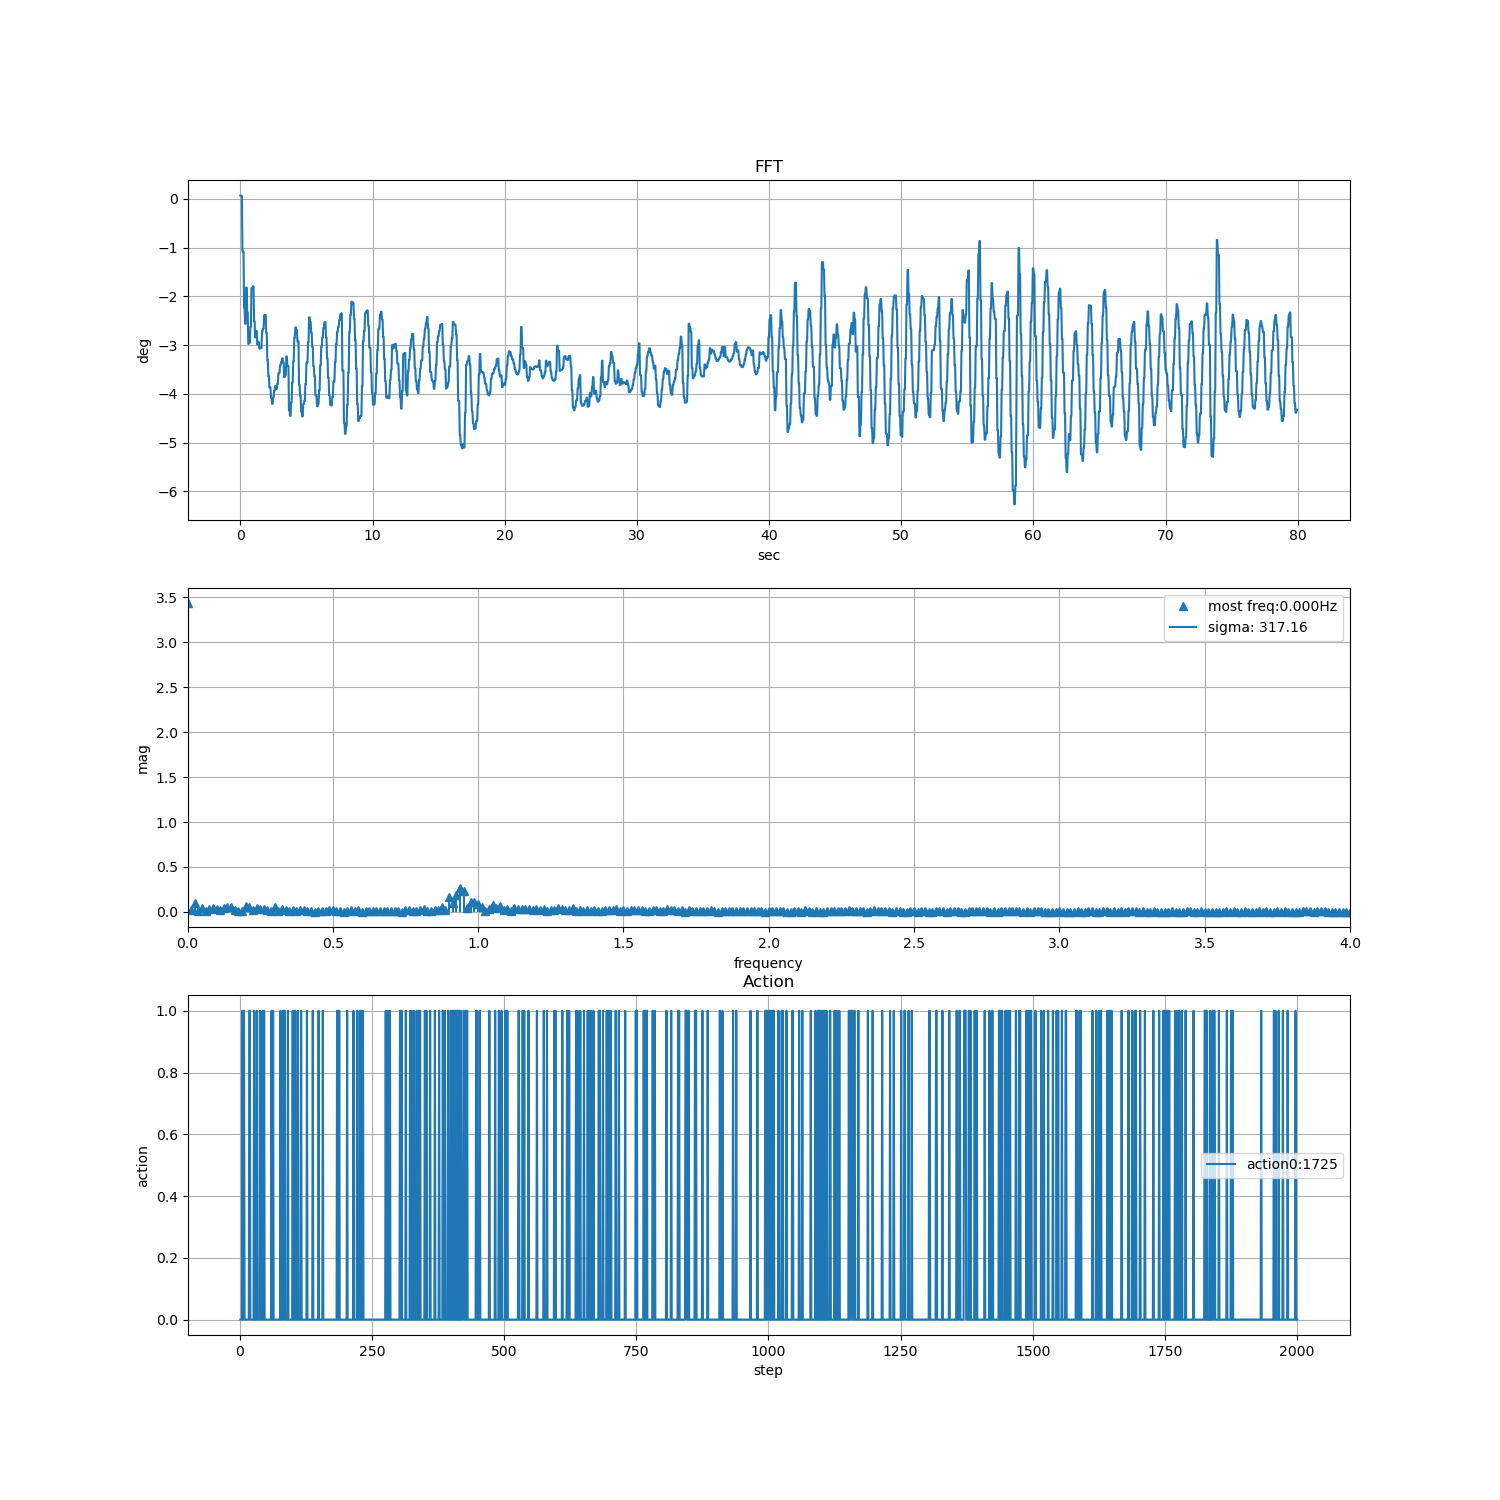 FFT
0
−1
−2
−3
−4
−5
−6
deg
0 10 20 30 40 50 60 70 80
sec
3.5
3.0
2.5
2.0
1.5
1.0
0.5
0.0
mag
most freq:0.000Hz
sigma: 317.16
0.0 0.5 1.0 1.5 2.0 2.5 3.0 3.5 4.0
frequency
Action
1.0
0.8
0.6
0.4
0.2
0.0
action
action0:1725
0 250 500 750 1000 1250 1500 1750 2000
step